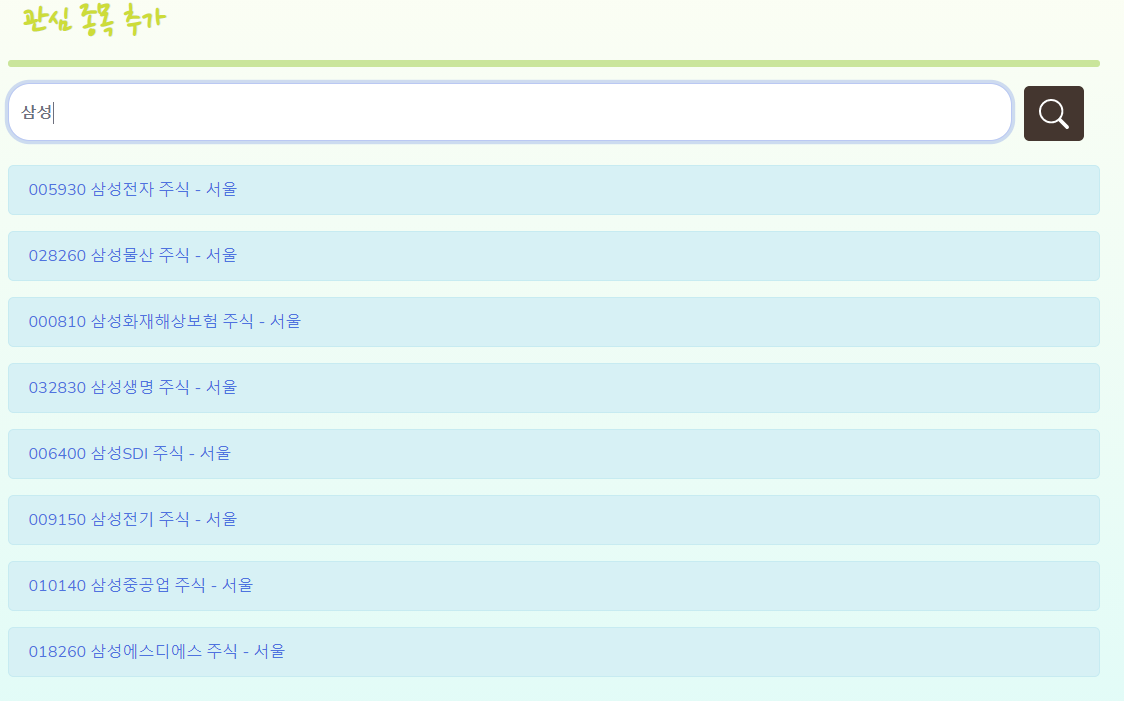 관심 종목 추가
삼성
005930 삼성전자 주식 - 서울
028260 삼성물산 주식 - 서울
000810 삼성화재해상보험 주식 - 서울
032830 삼성생명 주식 - 서울
006400 삼성SDI 주식 - 서울
009150 삼성전기 주식 - 서울
010140 삼성중공업 주식 - 서울
018260 삼성에스디에스 주식 - 서울